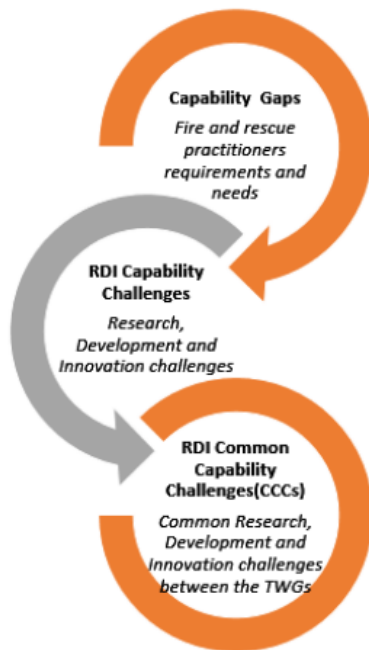 Capability Gaps
Fire and rescue
practitioners
requirements and
needs
RDI Capability
Challenges
Research,
Development and
Innovation challenges
RDI Common
Capability
Challenges(CCCs)
Common Research,
Development and
Innovation challenges
between the TWGs